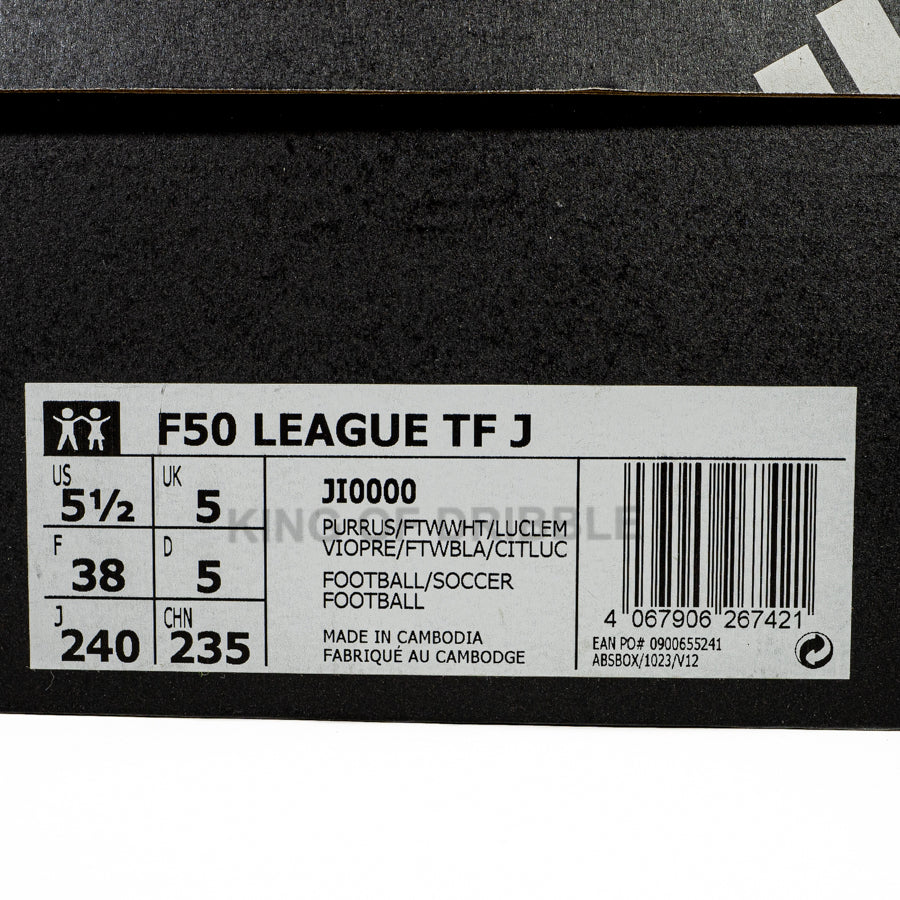 F50 LEAGUE TF J
US 5½
UK 5
F 38
D 5
J 240
CHN 235
JI0000
PURRUS/FTWWHT/LUCLEM
VIOPRE/FTWBLA/CITLUC
FOOTBALL/SOCCER
FOOTBALL
MADE IN CAMBODIA
FABRIQUÉ AU CAMBODGE
4 067906 267421
EAN PO# 0900655241
ABSBOX/1023/V12
KING OF DRIBBLE